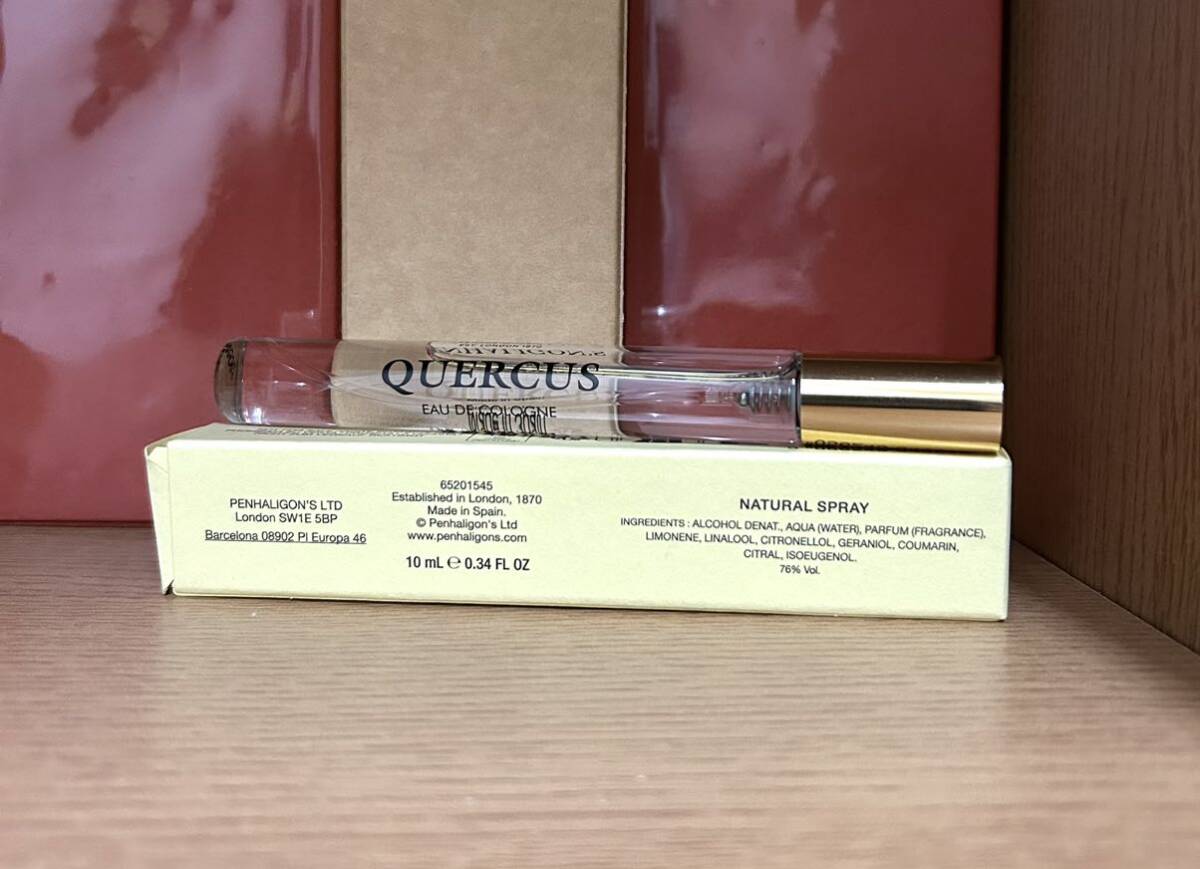 QUERCUS
EAU DE COLOGNE
PENHALIGON'S LTD
London SW1E 5BP
Barcelona 08902 Pl Europa 46
65201545
Established in London, 1870
Made in Spain.
© Penhaligon's Ltd
www.penhaligons.com
10 mL ℮ 0.34 FL OZ
NATURAL SPRAY
INGREDIENTS : ALCOHOL DENAT., AQUA (WATER), PARFUM (FRAGRANCE),
LIMONENE, LINALOOL, CITRONELLOL, GERANIOL, COUMARIN,
CITRAL, ISOEUGENOL.
76% Vol.